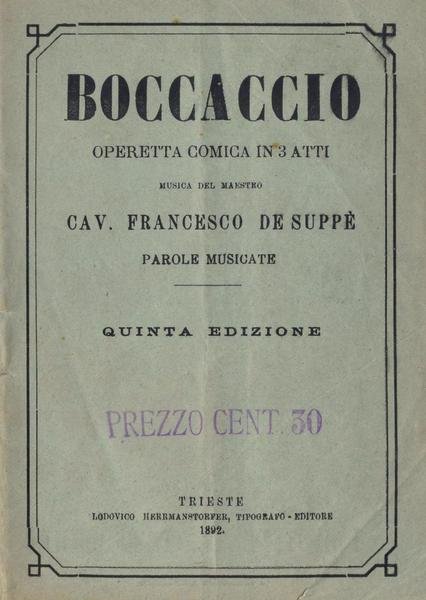 BOCCACCIO
OPERETTA COMICA IN 3 ATTI
MUSICA DEL MAESTRO
CAV. FRANCESCO DE SUPPÈ
PAROLE MUSICATE
QUINTA EDIZIONE
PREZZO CENT. 30
TRIESTE
LODOVICO HERRMANSTORFER, TIPOGRAFO - EDITORE
1892.